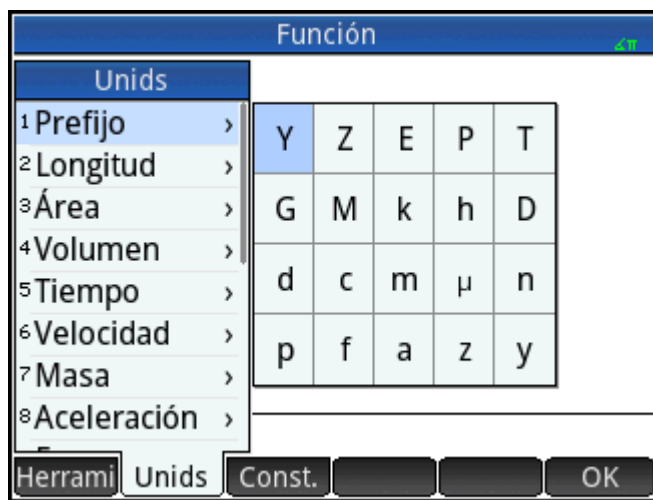 Función
∡π
Unids
1 Prefijo ›
2 Longitud ›
3 Área ›
4 Volumen ›
5 Tiempo ›
6 Velocidad ›
7 Masa ›
8 Aceleración ›
Y Z E P T
G M k h D
d c m μ n
p f a z y
Herrami Unids Const. OK